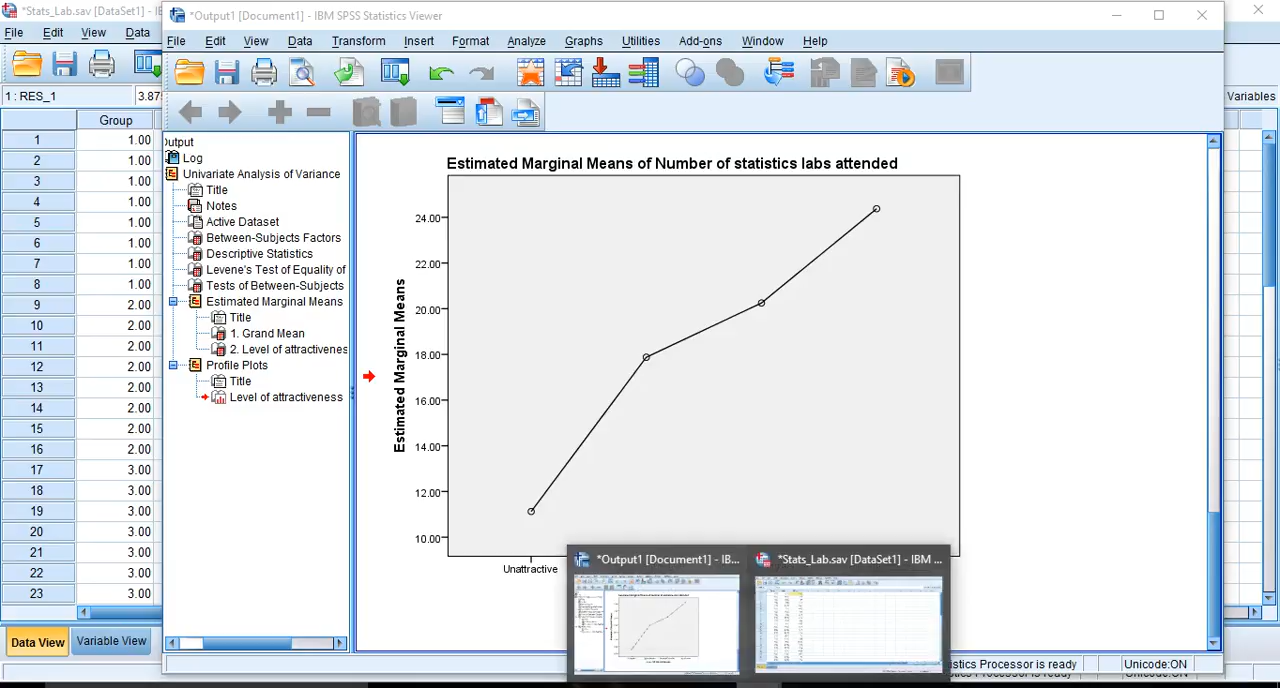 *Stats_Lab.sav [DataSet1] - IB
*Output1 [Document1] - IBM SPSS Statistics Viewer
File Edit View Data
File Edit View Data Transform Insert Format Analyze Graphs Utilities Add-ons Window Help
1 : RES_1
3.87
Variables
Group
1 1.00
2 1.00
3 1.00
4 1.00
5 1.00
6 1.00
7 1.00
8 1.00
9 2.00
10 2.00
11 2.00
12 2.00
13 2.00
14 2.00
15 2.00
16 2.00
17 3.00
18 3.00
19 3.00
20 3.00
21 3.00
22 3.00
23 3.00
Data View Variable View
utput
Log
Univariate Analysis of Variance
Title
Notes
Active Dataset
Between-Subjects Factors
Descriptive Statistics
Levene's Test of Equality of
Tests of Between-Subjects
Estimated Marginal Means
Title
1. Grand Mean
2. Level of attractivenes
Profile Plots
Title
Level of attractiveness
Estimated Marginal Means of Number of statistics labs attended
Estimated Marginal Means
24.00
22.00
20.00
18.00
16.00
14.00
12.00
10.00
Unattractive
*Output1 [Document1] - IB...
*Stats_Lab.sav [DataSet1] - IBM ...
istics Processor is ready Unicode:ON
istics Processor is ready Unicode:ON